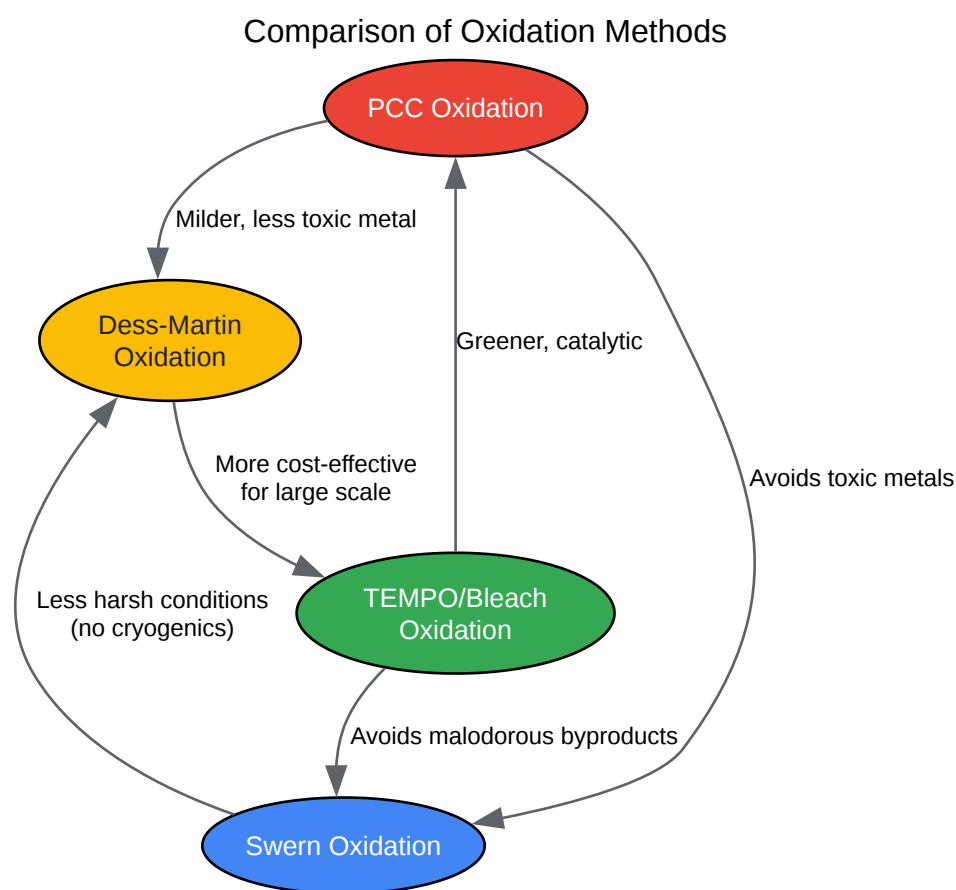 Comparison of Oxidation Methods
PCC Oxidation
Milder, less toxic metal
Dess-Martin
Oxidation
Greener, catalytic
More cost-effective
for large scale
Avoids toxic metals
Less harsh conditions
(no cryogenics)
TEMPO/Bleach
Oxidation
Avoids malodorous byproducts
Swern Oxidation